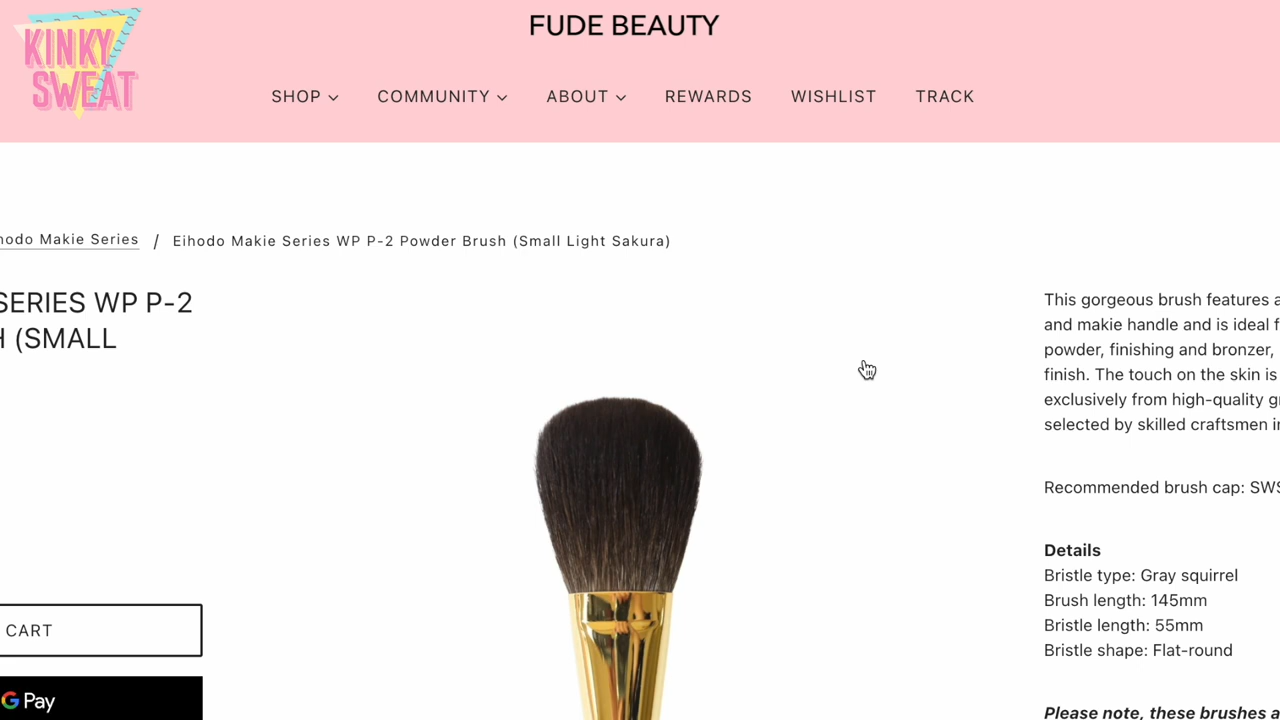 KINKY
SWEAT
FUDE BEAUTY
SHOP
COMMUNITY
ABOUT
REWARDS
WISHLIST
TRACK
Makie Series / Eihodo Makie Series WP P-2 Powder Brush (Small Light Sakura)
SERIES WP P-2
(SMALL
CART
G Pay
This gorgeous brush features
and makie handle and is ideal
powder, finishing and bronzer,
finish. The touch on the skin is
exclusively from high-quality
selected by skilled craftsmen
Recommended brush cap:
Details
Bristle type: Gray squirrel
Brush length: 145mm
Bristle length: 55mm
Bristle shape: Flat-round
Please note, these brushes